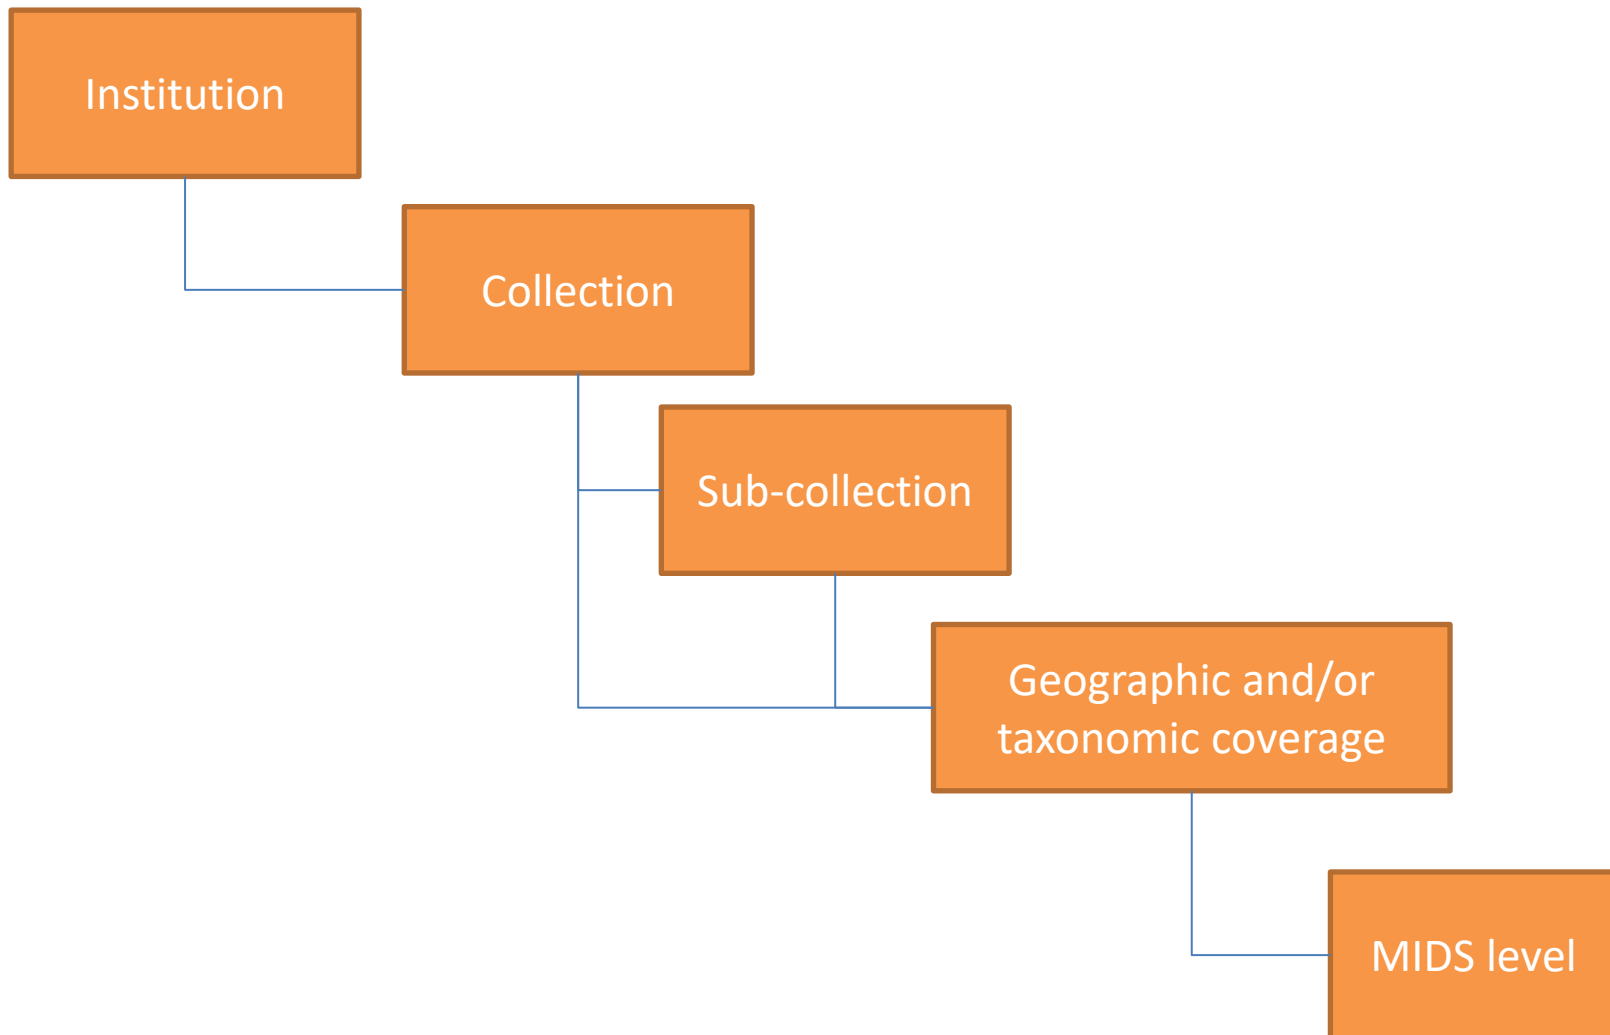 Institution
Collection
Sub-collection
Geographic and/or
taxonomic coverage
MIDS level